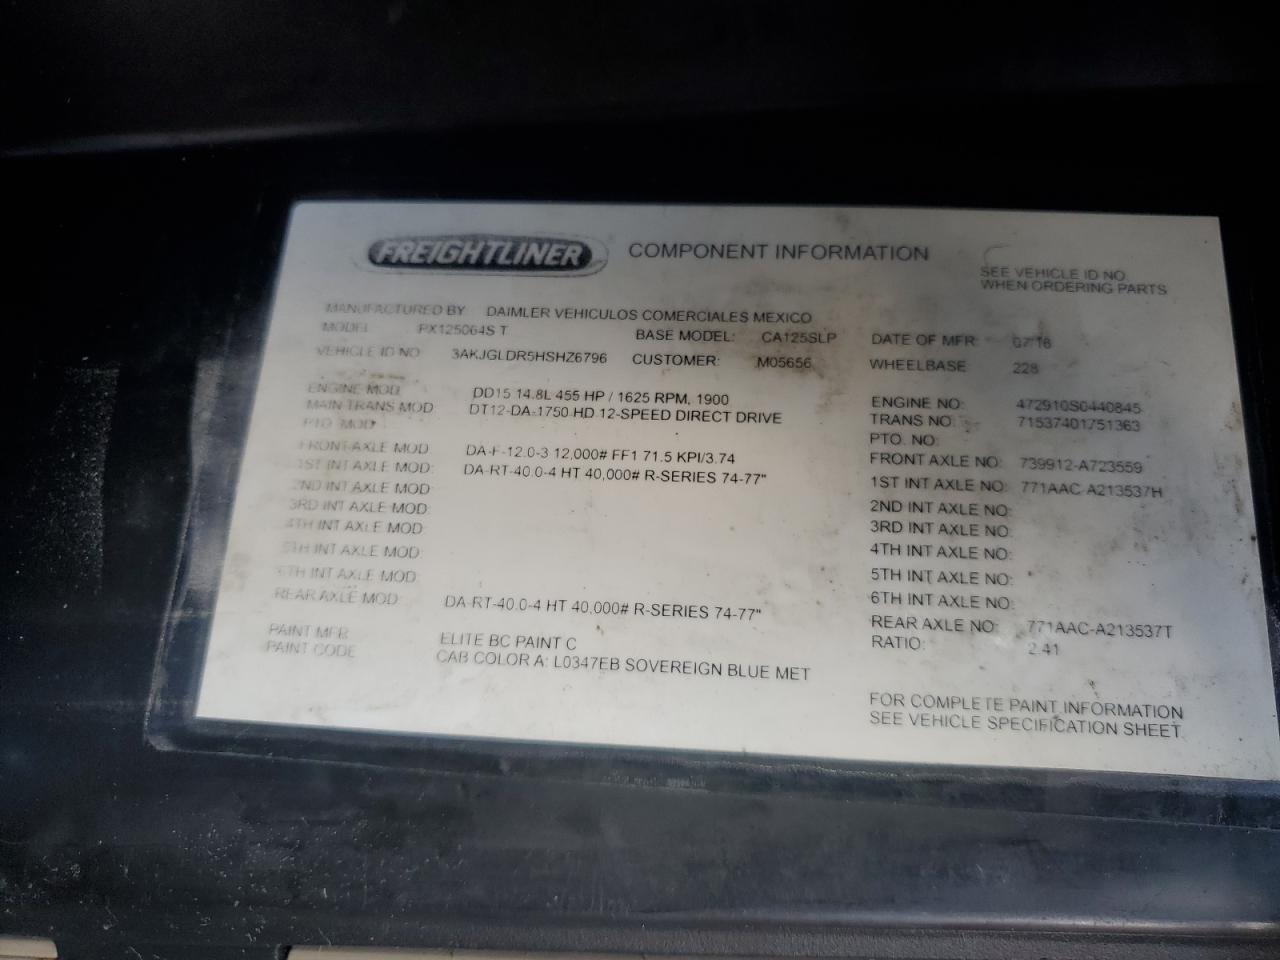 FREIGHTLINER COMPONENT INFORMATION
SEE VEHICLE ID NO.
WHEN ORDERING PARTS
MANUFACTURED BY DAIMLER VEHICULOS COMERCIALES MEXICO
MODEL PX125064S T BASE MODEL: CA125SLP DATE OF MFR: 07/16
VEHICLE ID NO 3AKJGLDR5HSHZ6796 CUSTOMER: M05656 WHEELBASE: 228
ENGINE MOD. DD15 14.8L 455 HP / 1625 RPM, 1900 ENGINE NO: 472910S0440845
MAIN TRANS MOD: DT12-DA-1750 HD 12-SPEED DIRECT DRIVE TRANS NO: 71537401751363
PTO MOD: PTO. NO:
FRONT AXLE MOD: DA-F-12.0-3 12,000# FF1 71.5 KPI/3.74 FRONT AXLE NO: 739912-A723559
1ST INT AXLE MOD: DA-RT-40.0-4 HT 40,000# R-SERIES 74-77" 1ST INT AXLE NO: 771AAC-A213537H
2ND INT AXLE MOD: 2ND INT AXLE NO:
3RD INT AXLE MOD: 3RD INT AXLE NO:
4TH INT AXLE MOD: 4TH INT AXLE NO:
5TH INT AXLE MOD: 5TH INT AXLE NO:
6TH INT AXLE MOD: 6TH INT AXLE NO:
REAR AXLE MOD: DA-RT-40.0-4 HT 40,000# R-SERIES 74-77" REAR AXLE NO: 771AAC-A213537T
PAINT MFR ELITE BC PAINT C RATIO: 2.41
PAINT CODE CAB COLOR A: L0347EB SOVEREIGN BLUE MET
FOR COMPLETE PAINT INFORMATION
SEE VEHICLE SPECIFICATION SHEET.